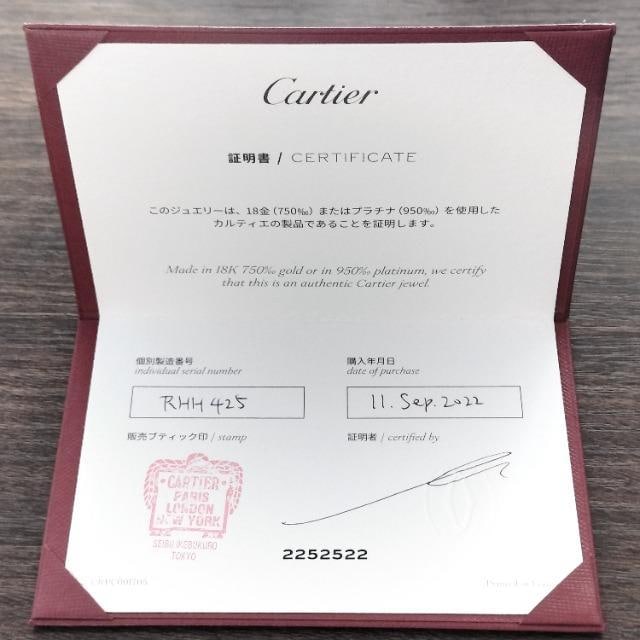 Cartier
証明書 / CERTIFICATE
このジュエリーは、18金（750‰）またはプラチナ（950‰）を使用した
カルティエの製品であることを証明します。
Made in 18K 750‰ gold or in 950‰ platinum, we certify
that this is an authentic Cartier jewel.
個別製造番号
individual serial number
RHH 425
購入年月日
date of purchase
11. Sep. 2022
販売ブティック印 / stamp
証明者 / certified by
CARTIER
PARIS
LONDON
NEW YORK
SEIBU IKEBUKURO
TOKYO
2252522
Printed in